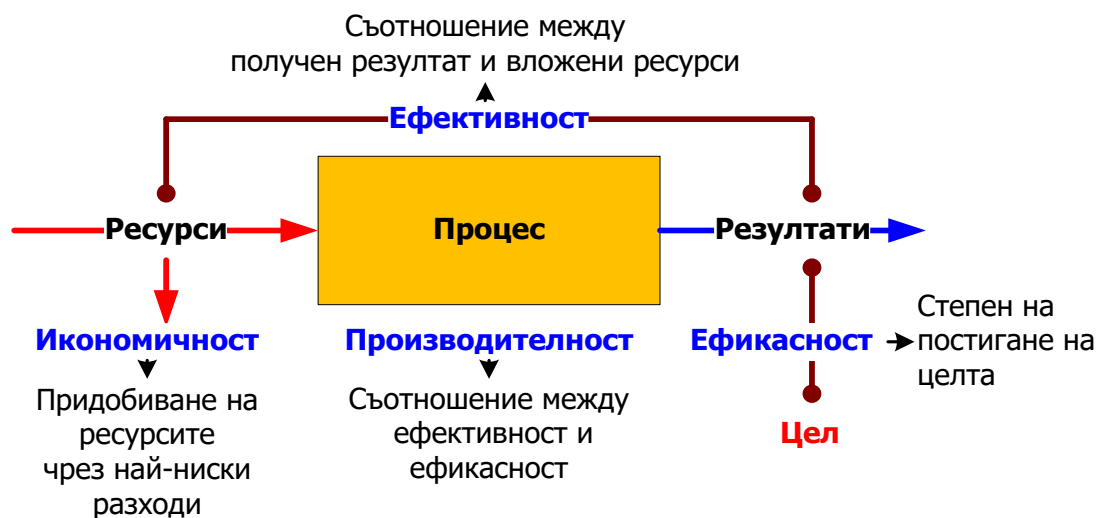 Съотношение между
получен резултат и вложени ресурси
Ефективност
Ресурси
Процес
Резултати
Икономичност
Придобиване на
ресурсите
чрез най-ниски
разходи
Производителност
Съотношение между
ефективност и
ефикасност
Ефикасност
Степен на
постигане на
целта
Цел